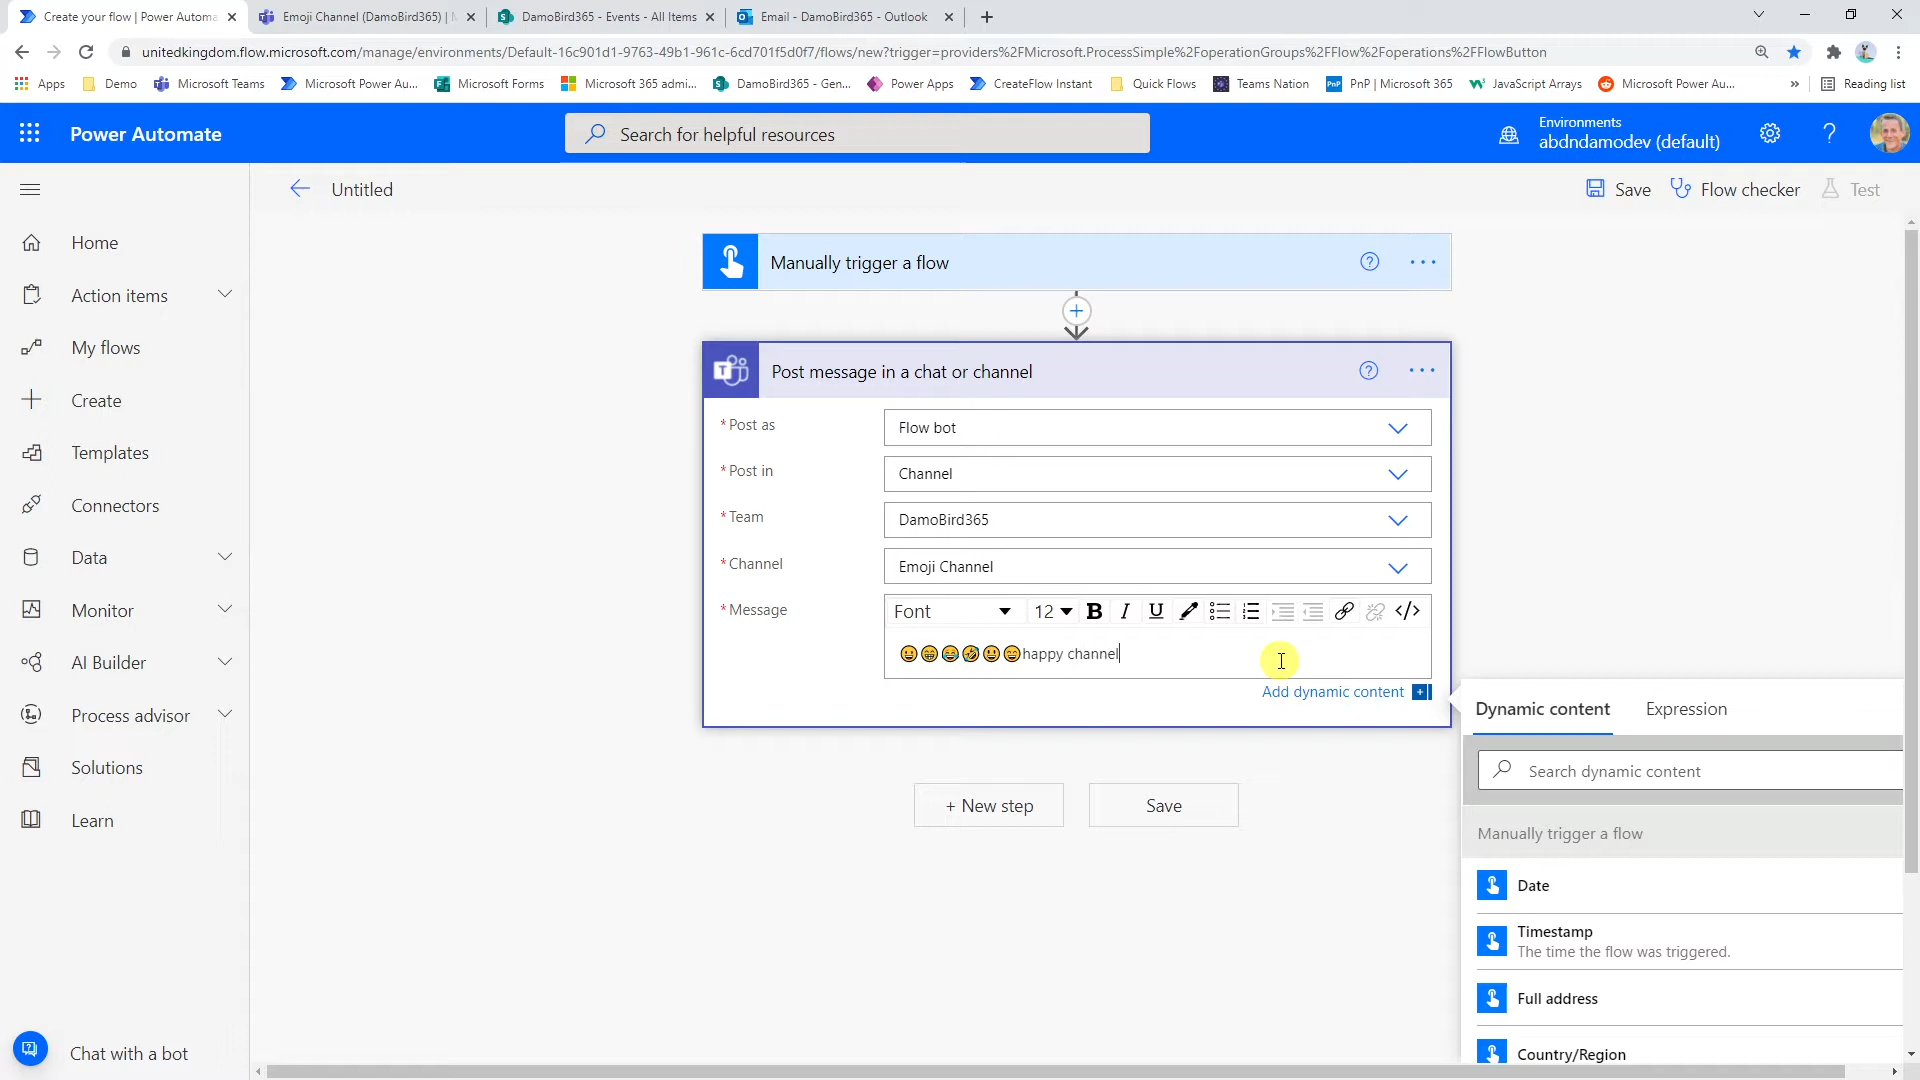 Create your flow | Power Automa
Emoji Channel (DamoBird365) | M
DamoBird365 - Events - All Items
Email - DamoBird365 - Outlook
unitedkingdom.flow.microsoft.com/manage/environments/Default-16c901d1-9763-49b1-961c-6cd701f5d0f7/flows/new?trigger=providers%2FMicrosoft.ProcessSimple%2FoperationGroups%2FFlow%2Foperations%2FFlowButton
Apps
Demo
Microsoft Teams
Microsoft Power Au...
Microsoft Forms
Microsoft 365 admi...
DamoBird365 - Gen...
Power Apps
CreateFlow Instant
Quick Flows
Teams Nation
PnP | Microsoft 365
JavaScript Arrays
Microsoft Power Au...
Reading list
Power Automate
Search for helpful resources
Environments
abdndamodev (default)
Untitled
Save
Flow checker
Test
Home
Action items
My flows
Create
Templates
Connectors
Data
Monitor
AI Builder
Process advisor
Solutions
Learn
Chat with a bot
Manually trigger a flow
Post message in a chat or channel
* Post as
Flow bot
* Post in
Channel
* Team
DamoBird365
* Channel
Emoji Channel
* Message
Font 12 B I U </>
😀😁😂🤣😃😄happy channel
Add dynamic content
+ New step
Save
Dynamic content
Expression
Search dynamic content
Manually trigger a flow
Date
Timestamp
The time the flow was triggered.
Full address
Country/Region